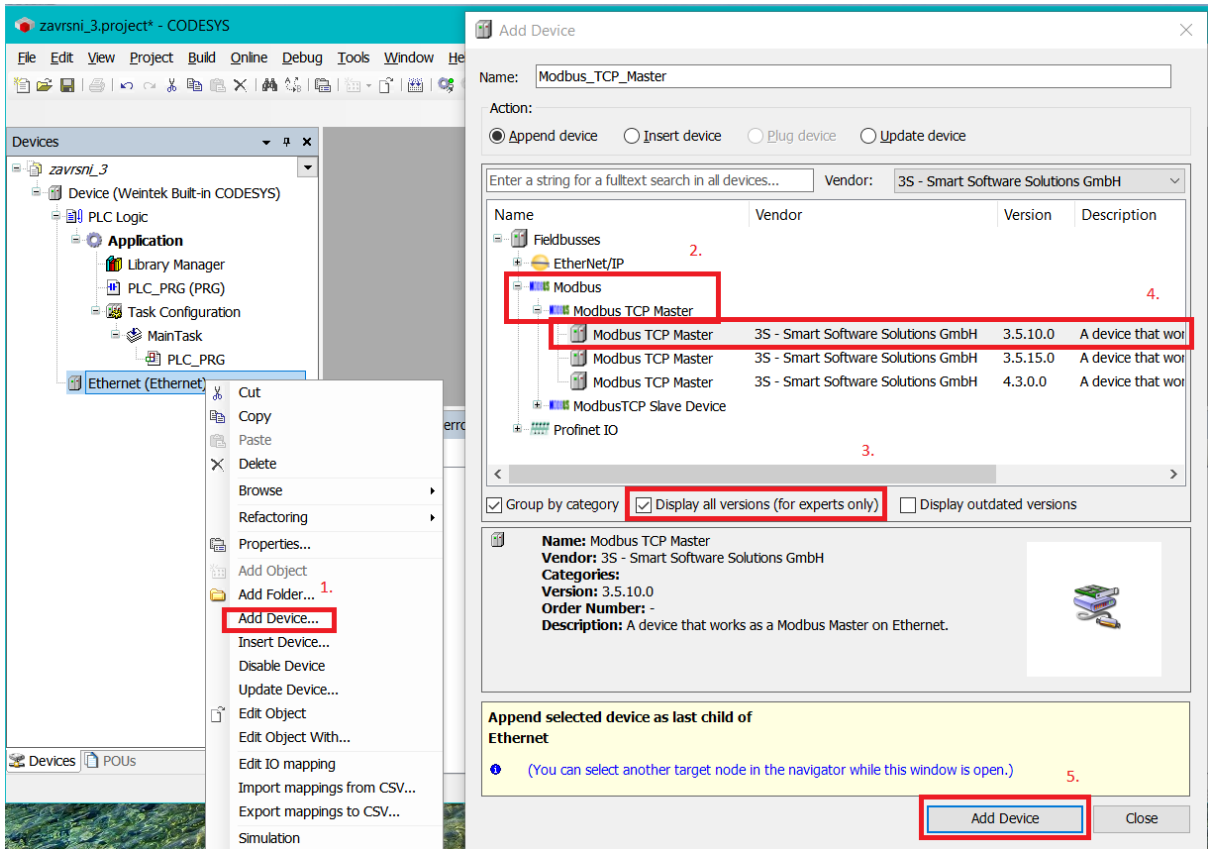 zavrsni_3.project* - CODESYS
File Edit View Project Build Online Debug Tools Window He
Devices
zavrsni_3
Device (Weintek Built-in CODESYS)
PLC Logic
Application
Library Manager
PLC_PRG (PRG)
Task Configuration
MainTask
PLC_PRG
Ethernet (Ethernet)
Cut
Copy
Paste
Delete
Browse
Refactoring
Properties...
Add Object
Add Folder...
1.
Add Device...
Insert Device...
Disable Device
Update Device...
Edit Object
Edit Object With...
Edit IO mapping
Import mappings from CSV...
Export mappings to CSV...
Simulation
Devices POUs
erro
Add Device
Name: Modbus_TCP_Master
Action:
Append device Insert device Plug device Update device
Enter a string for a fulltext search in all devices... Vendor: 3S - Smart Software Solutions GmbH
Name Vendor Version Description
Fieldbusses
2.
EtherNet/IP
Modbus
4.
Modbus TCP Master
Modbus TCP Master 3S - Smart Software Solutions GmbH 3.5.10.0 A device that wor
Modbus TCP Master 3S - Smart Software Solutions GmbH 3.5.15.0 A device that wor
Modbus TCP Master 3S - Smart Software Solutions GmbH 4.3.0.0 A device that wor
ModbusTCP Slave Device
Profinet IO
3.
Group by category Display all versions (for experts only) Display outdated versions
Name: Modbus TCP Master
Vendor: 3S - Smart Software Solutions GmbH
Categories:
Version: 3.5.10.0
Order Number: -
Description: A device that works as a Modbus Master on Ethernet.
Append selected device as last child of
Ethernet
(You can select another target node in the navigator while this window is open.)
5.
Add Device Close